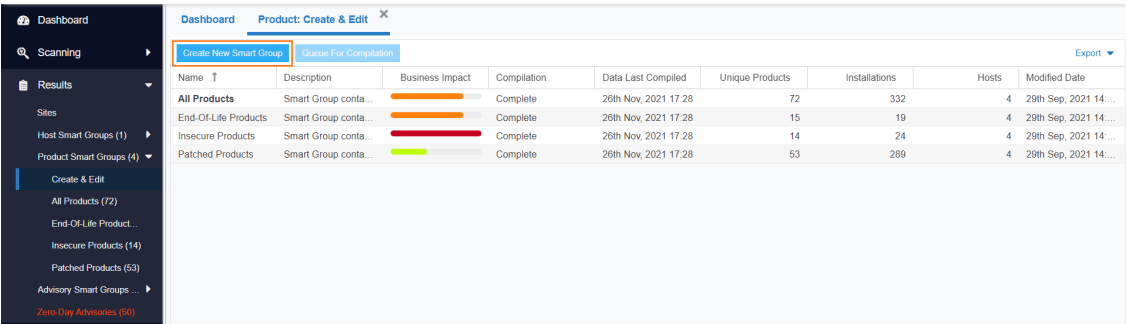 Dashboard
Scanning
Results
Sites
Host Smart Groups (1)
Product Smart Groups (4)
Create & Edit
All Products (72)
End-Of-Life Product...
Insecure Products (14)
Patched Products (53)
Advisory Smart Groups ...
Zero-Day Advisories (50)
Dashboard Product: Create & Edit
Create New Smart Group Queue For Compilation Export
Name ↑ Description Business Impact Compilation Data Last Compiled Unique Products Installations Hosts Modified Date
All Products Smart Group conta... Complete 26th Nov, 2021 17:28 72 332 4 29th Sep, 2021 14:...
End-Of-Life Products Smart Group conta... Complete 26th Nov, 2021 17:28 15 19 4 29th Sep, 2021 14:...
Insecure Products Smart Group conta... Complete 26th Nov, 2021 17:28 14 24 4 29th Sep, 2021 14:...
Patched Products Smart Group conta... Complete 26th Nov, 2021 17:28 53 289 4 29th Sep, 2021 14:...